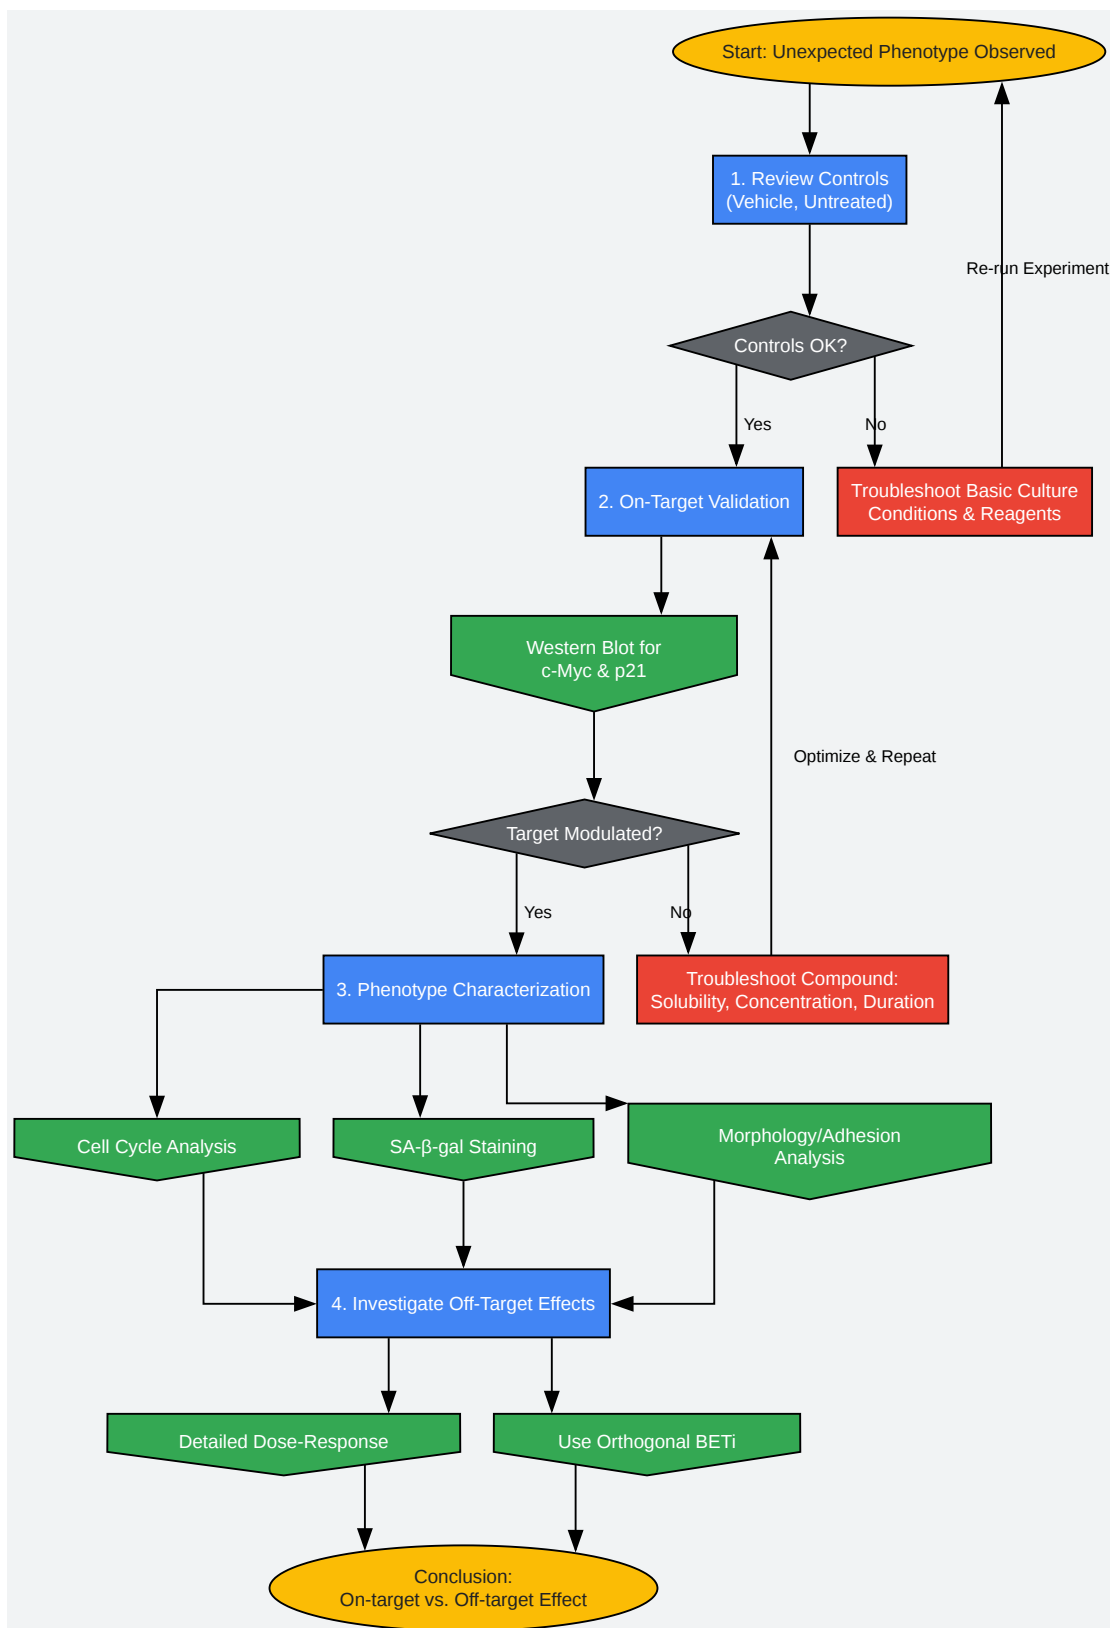 Start: Unexpected Phenotype Observed
1. Review Controls
(Vehicle, Untreated)
Re-run Experiment
Controls OK?
Yes
No
2. On-Target Validation
Troubleshoot Basic Culture
Conditions & Reagents
Western Blot for
c-Myc & p21
Optimize & Repeat
Target Modulated?
Yes
No
3. Phenotype Characterization
Troubleshoot Compound:
Solubility, Concentration, Duration
Cell Cycle Analysis
SA-β-gal Staining
Morphology/Adhesion
Analysis
4. Investigate Off-Target Effects
Detailed Dose-Response
Use Orthogonal BETi
Conclusion:
On-target vs. Off-target Effect